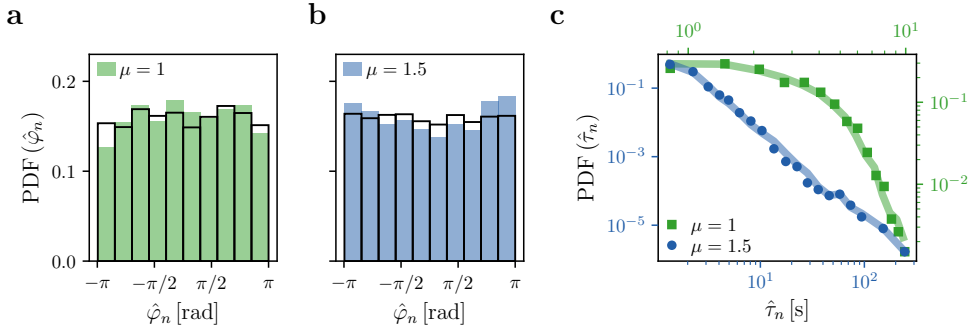 a
b
c
0.2
0.1
0.0
PDF (φ̂ₙ)
μ = 1
−π
−π/2
π/2
π
φ̂ₙ [rad]
μ = 1.5
−π
−π/2
π/2
π
φ̂ₙ [rad]
10⁰
10¹
10⁻¹
10⁻³
10⁻⁵
PDF (τ̂ₙ)
10⁻¹
10⁻²
μ = 1
μ = 1.5
10¹
10²
τ̂ₙ [s]